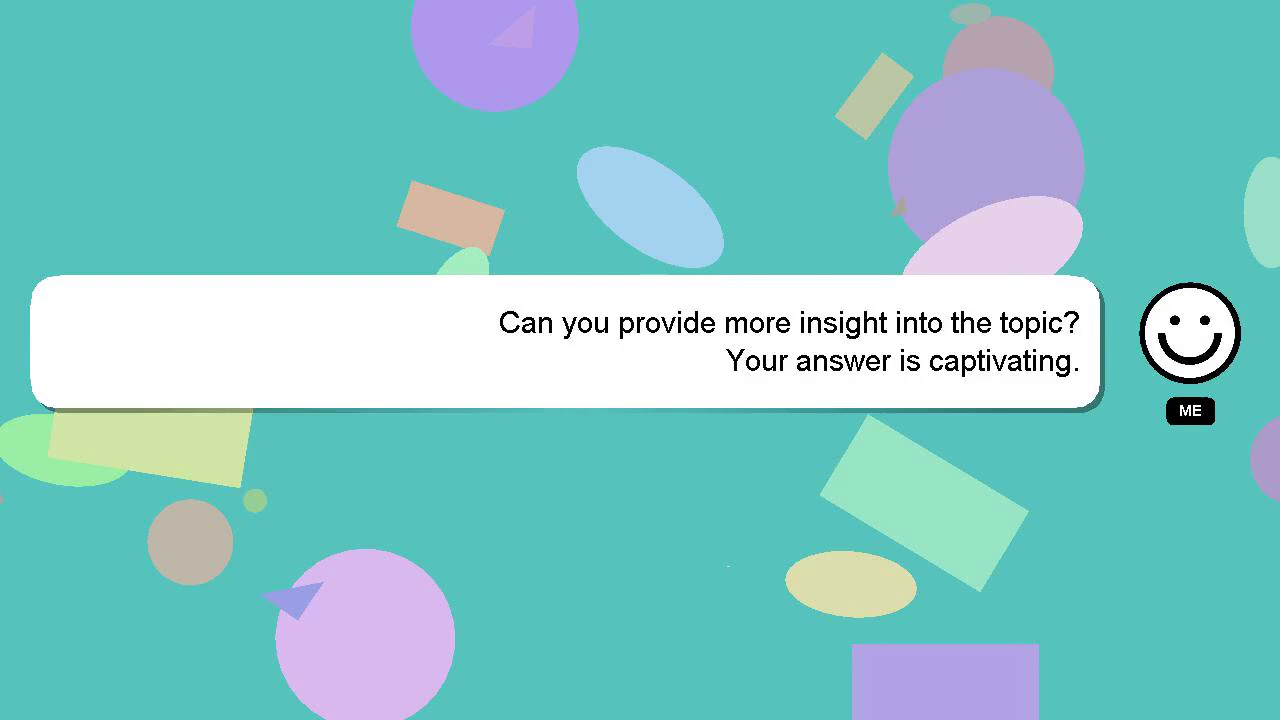 Can you provide more insight into the topic?
Your answer is captivating.
ME